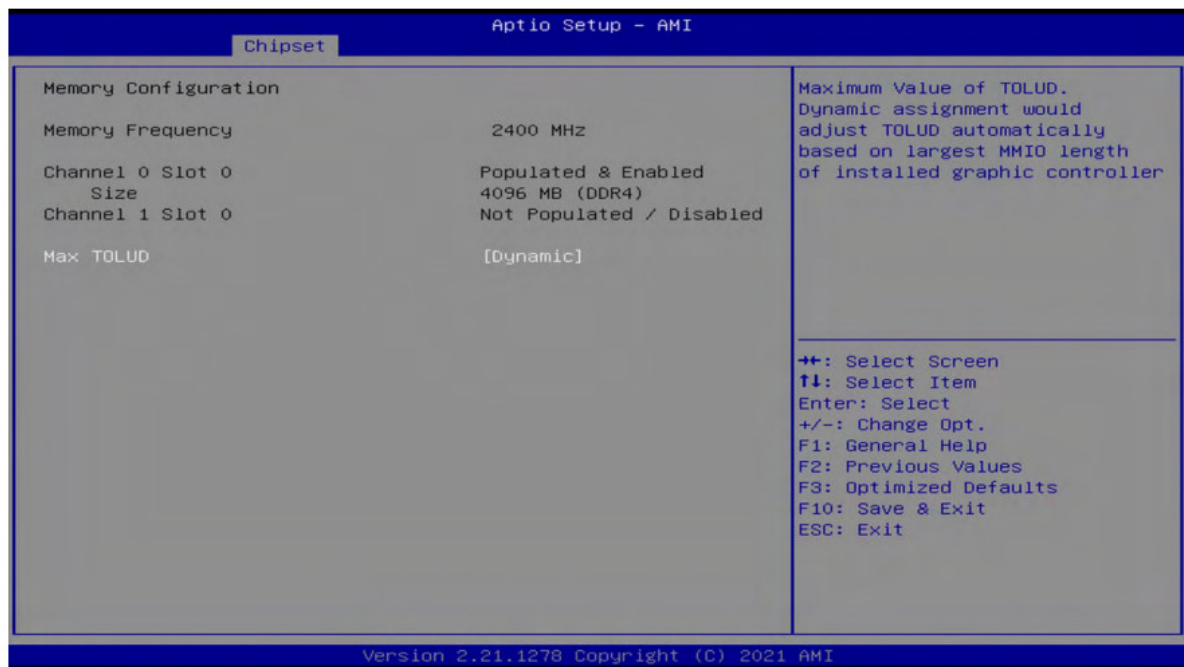 Aptio Setup – AMI
Chipset
Memory Configuration
Memory Frequency 2400 MHz
Channel 0 Slot 0 Populated & Enabled
Size 4096 MB (DDR4)
Channel 1 Slot 0 Not Populated / Disabled
Max TOLUD [Dynamic]
Maximum Value of TOLUD.
Dynamic assignment would
adjust TOLUD automatically
based on largest MMIO length
of installed graphic controller
→←: Select Screen
↑↓: Select Item
Enter: Select
+/-: Change Opt.
F1: General Help
F2: Previous Values
F3: Optimized Defaults
F10: Save & Exit
ESC: Exit
Version 2.21.1278 Copyright (C) 2021 AMI